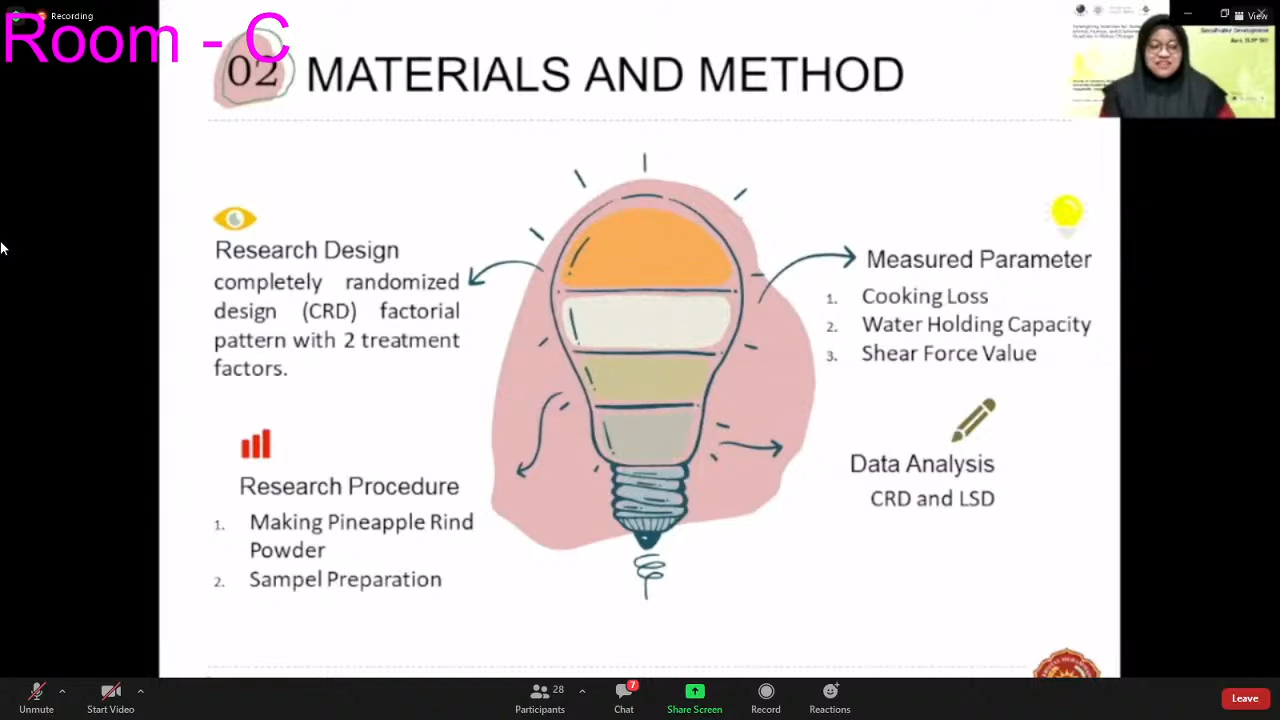 Recording
Room - C
View
02
MATERIALS AND METHOD
Research Design
completely randomized
design (CRD) factorial
pattern with 2 treatment
factors.
Measured Parameter
1. Cooking Loss
2. Water Holding Capacity
3. Shear Force Value
Research Procedure
1. Making Pineapple Rind
Powder
2. Sampel Preparation
Data Analysis
CRD and LSD
Unmute
Start Video
28
Participants
7
Chat
Share Screen
Record
Reactions
Leave